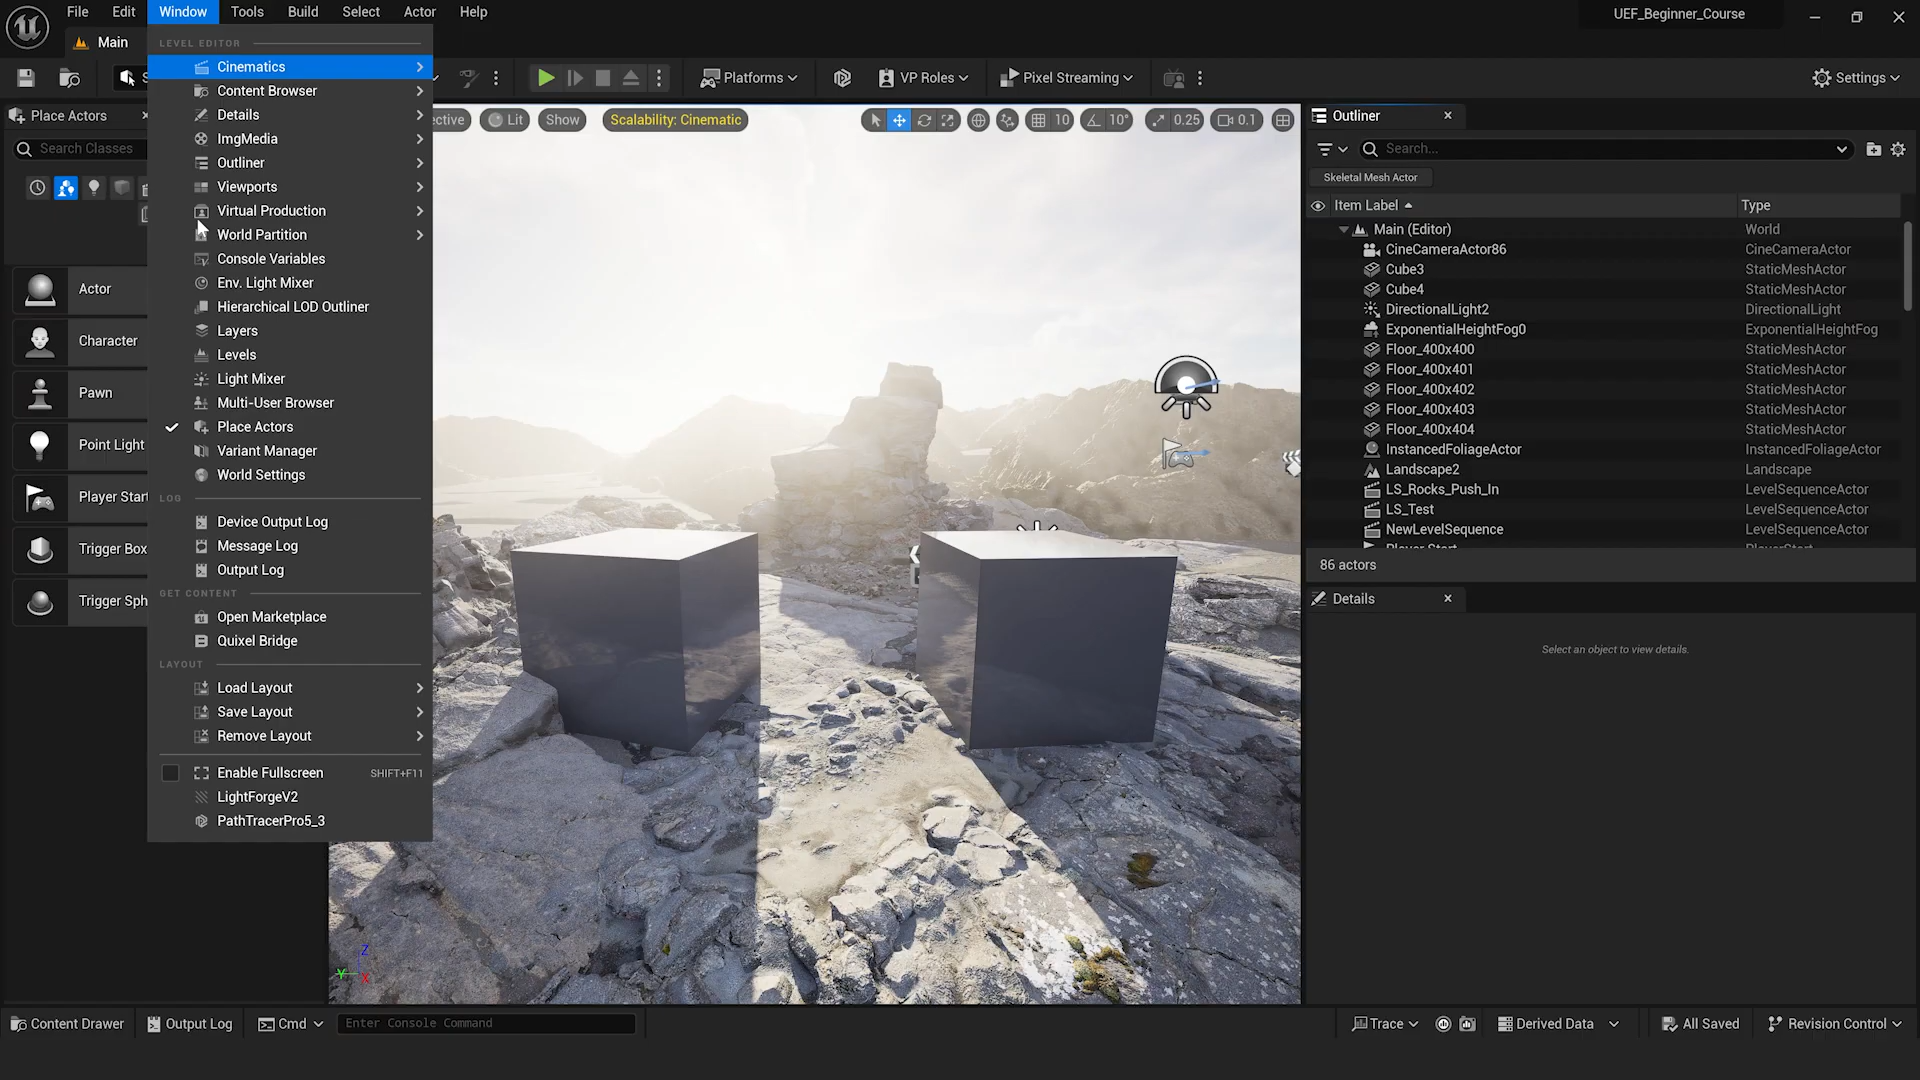 File Edit Window Tools Build Select Actor Help
UEF_Beginner_Course
Main
Platforms
VP Roles
Pixel Streaming
Settings
Place Actors
Search Classes
Actor
Character
Pawn
Point Light
Player Start
Trigger Box
Trigger Sph
LEVEL EDITOR
Cinematics
Content Browser
Details
ImgMedia
Outliner
Viewports
Virtual Production
World Partition
Console Variables
Env. Light Mixer
Hierarchical LOD Outliner
Layers
Levels
Light Mixer
Multi-User Browser
Place Actors
Variant Manager
World Settings
LOG
Device Output Log
Message Log
Output Log
GET CONTENT
Open Marketplace
Quixel Bridge
LAYOUT
Load Layout
Save Layout
Remove Layout
Enable Fullscreen SHIFT+F11
LightForgeV2
PathTracerPro5_3
ective Lit Show Scalability: Cinematic 10 10° 0.25 0.1
Z
Y X
Outliner
Search...
Skeletal Mesh Actor
Item Label Type
Main (Editor) World
CineCameraActor86 CineCameraActor
Cube3 StaticMeshActor
Cube4 StaticMeshActor
DirectionalLight2 DirectionalLight
ExponentialHeightFog0 ExponentialHeightFog
Floor_400x400 StaticMeshActor
Floor_400x401 StaticMeshActor
Floor_400x402 StaticMeshActor
Floor_400x403 StaticMeshActor
Floor_400x404 StaticMeshActor
InstancedFoliageActor InstancedFoliageActor
Landscape2 Landscape
LS_Rocks_Push_In LevelSequenceActor
LS_Test LevelSequenceActor
NewLevelSequence LevelSequenceActor
Player Start PlayerStart
86 actors
Details
Select an object to view details.
Content Drawer Output Log Cmd Enter Console Command Trace Derived Data All Saved Revision Control